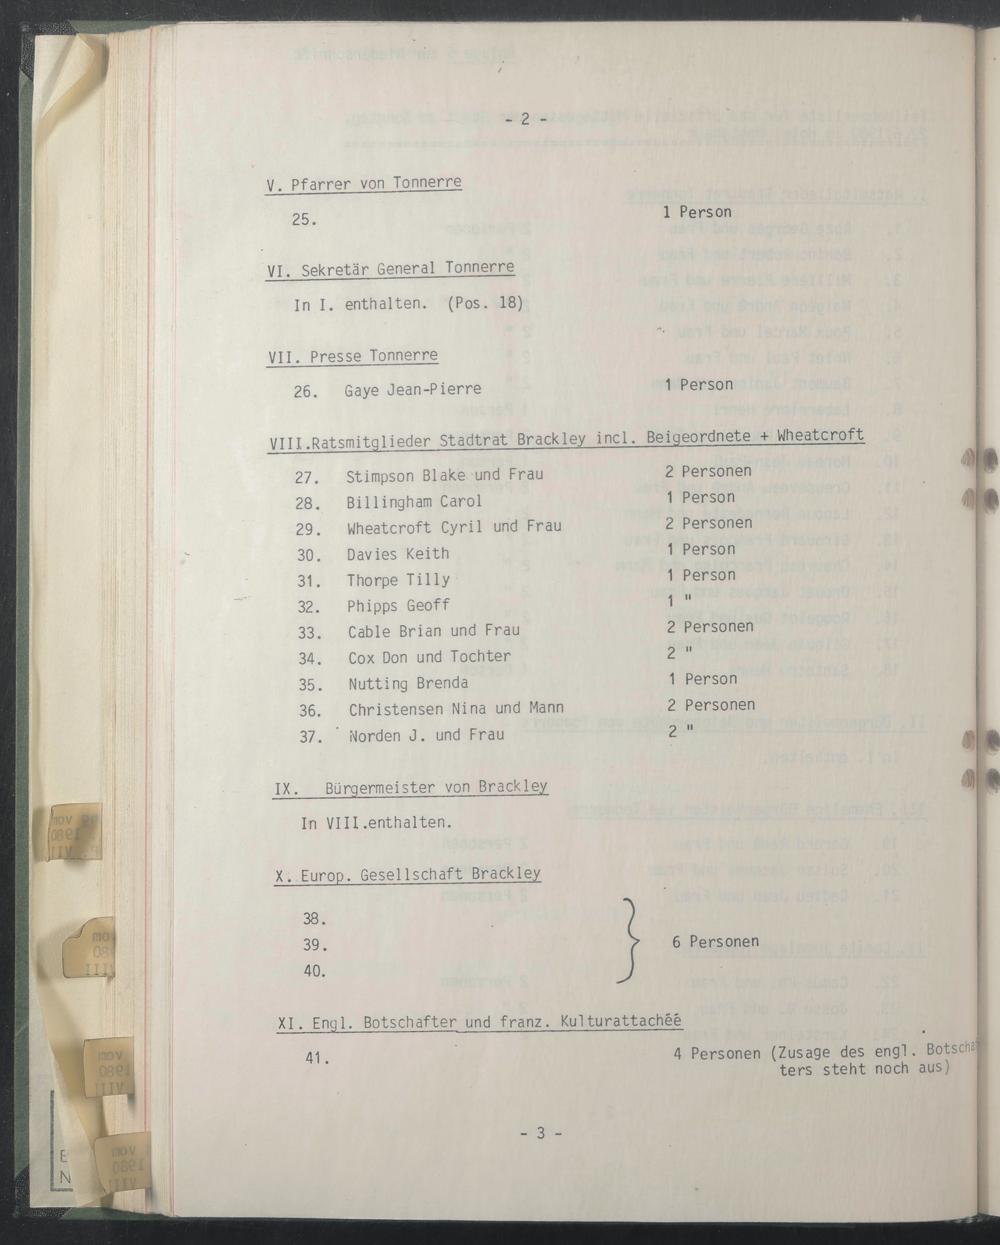 - 2 -
V. Pfarrer von Tonnerre
25. 1 Person
VI. Sekretär General Tonnerre
In I. enthalten. (Pos. 18)
VII. Presse Tonnerre
26. Gaye Jean-Pierre 1 Person
VIII.Ratsmitglieder Stadtrat Brackley incl. Beigeordnete + Wheatcroft
27. Stimpson Blake und Frau 2 Personen
28. Billingham Carol 1 Person
29. Wheatcroft Cyril und Frau 2 Personen
30. Davies Keith 1 Person
31. Thorpe Tilly 1 Person
32. Phipps Geoff 1 "
33. Cable Brian und Frau 2 Personen
34. Cox Don und Tochter 2 "
35. Nutting Brenda 1 Person
36. Christensen Nina und Mann 2 Personen
37. Norden J. und Frau 2 "
IX. Bürgermeister von Brackley
In VIII.enthalten.
X. Europ. Gesellschaft Brackley
38.
39. 6 Personen
40.
XI. Engl. Botschafter und franz. Kulturattachéé
41. 4 Personen (Zusage des engl. Botscha
ters steht noch aus)
- 3 -